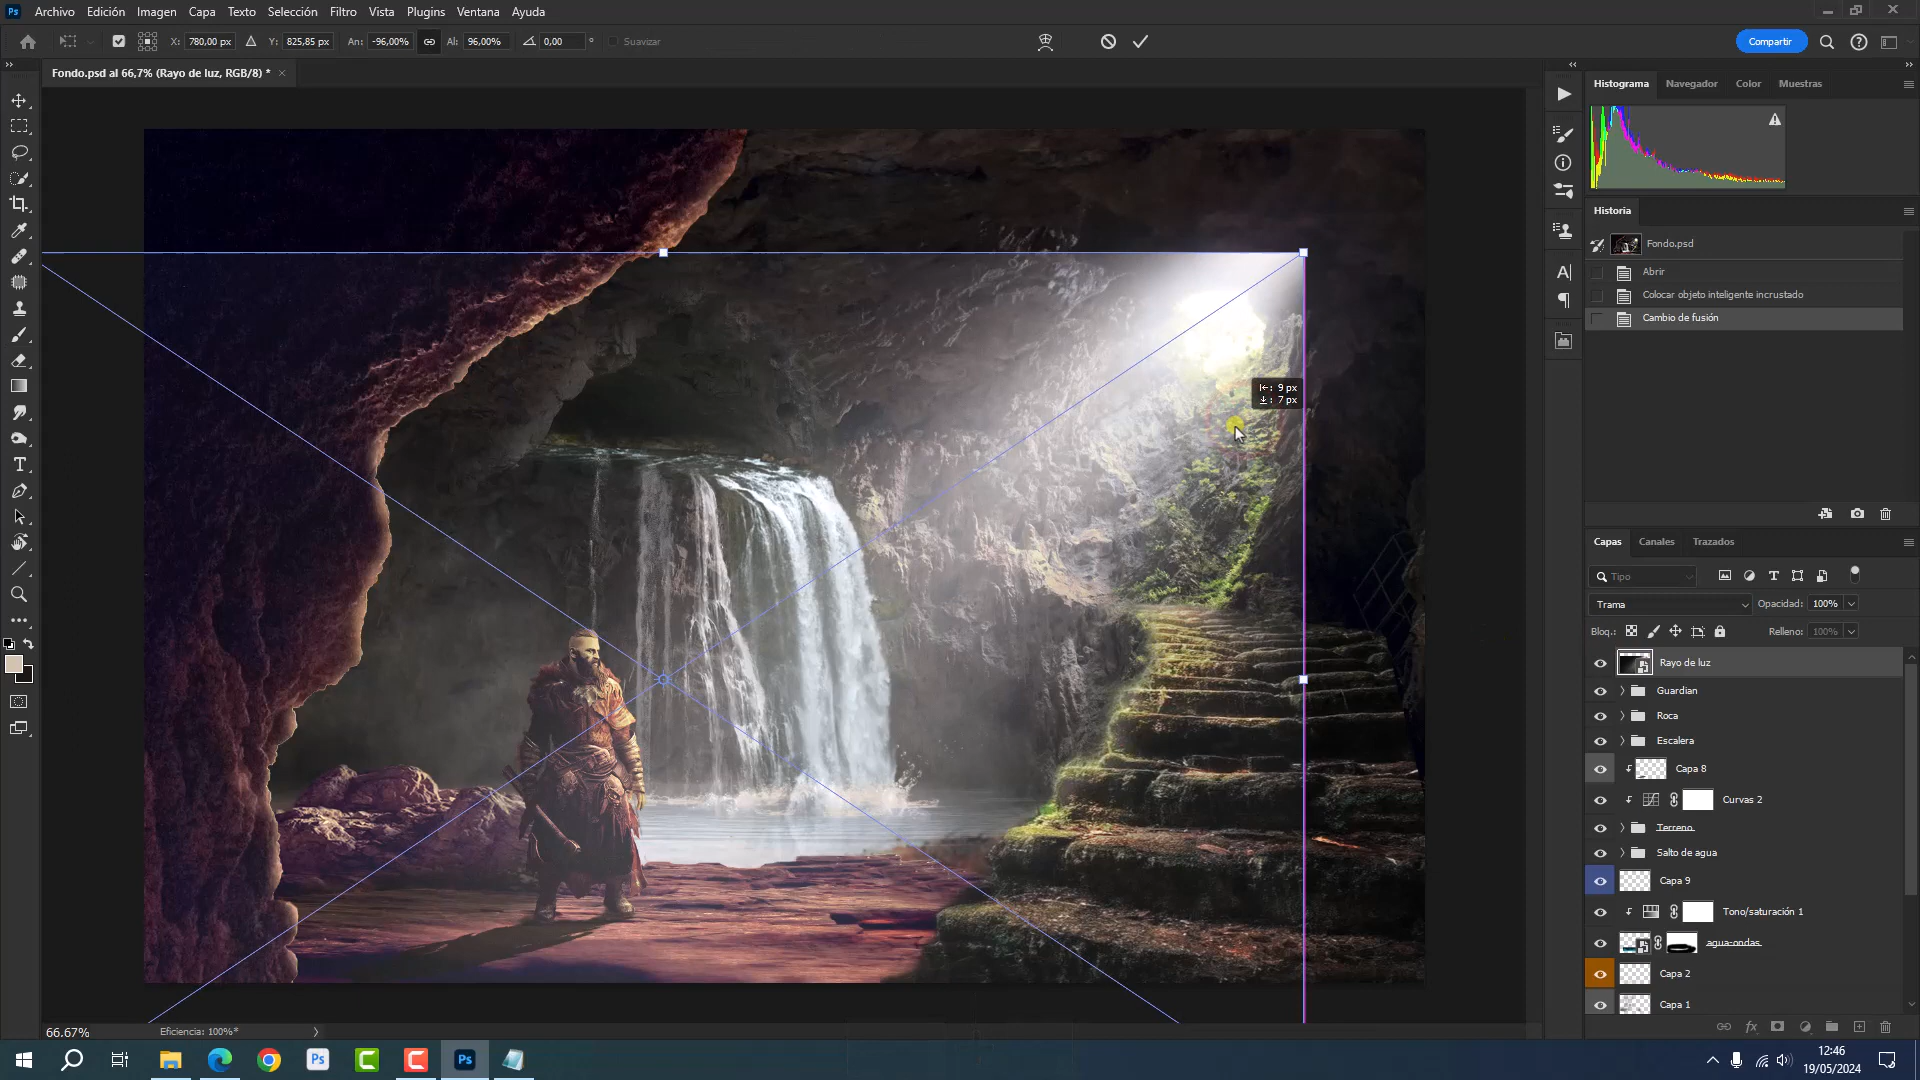 Archivo Edición Imagen Capa Texto Selección Filtro Vista Plugins Ventana Ayuda
X: 780,00 px Y: 825,85 px An: -96,00% Al: 96,00% 0,00 ° Suavizar
Compartir
Fondo.psd al 66,7% (Rayo de luz, RGB/8) *
Histograma Navegador Color Muestras
Historia
Fondo.psd
Abrir
Colocar objeto inteligente incrustado
Cambio de fusión
9 px
7 px
Capas Canales Trazados
Tipo
Trama Opacidad: 100%
Bloq.: Relleno: 100%
Rayo de luz
Guardian
Roca
Escalera
Capa 8
Curvas 2
Terreno
Salto de agua
Capa 9
Tono/saturación 1
agua-ondas
Capa 2
Capa 1
66.67% Eficiencia: 100%*
12:46
19/05/2024